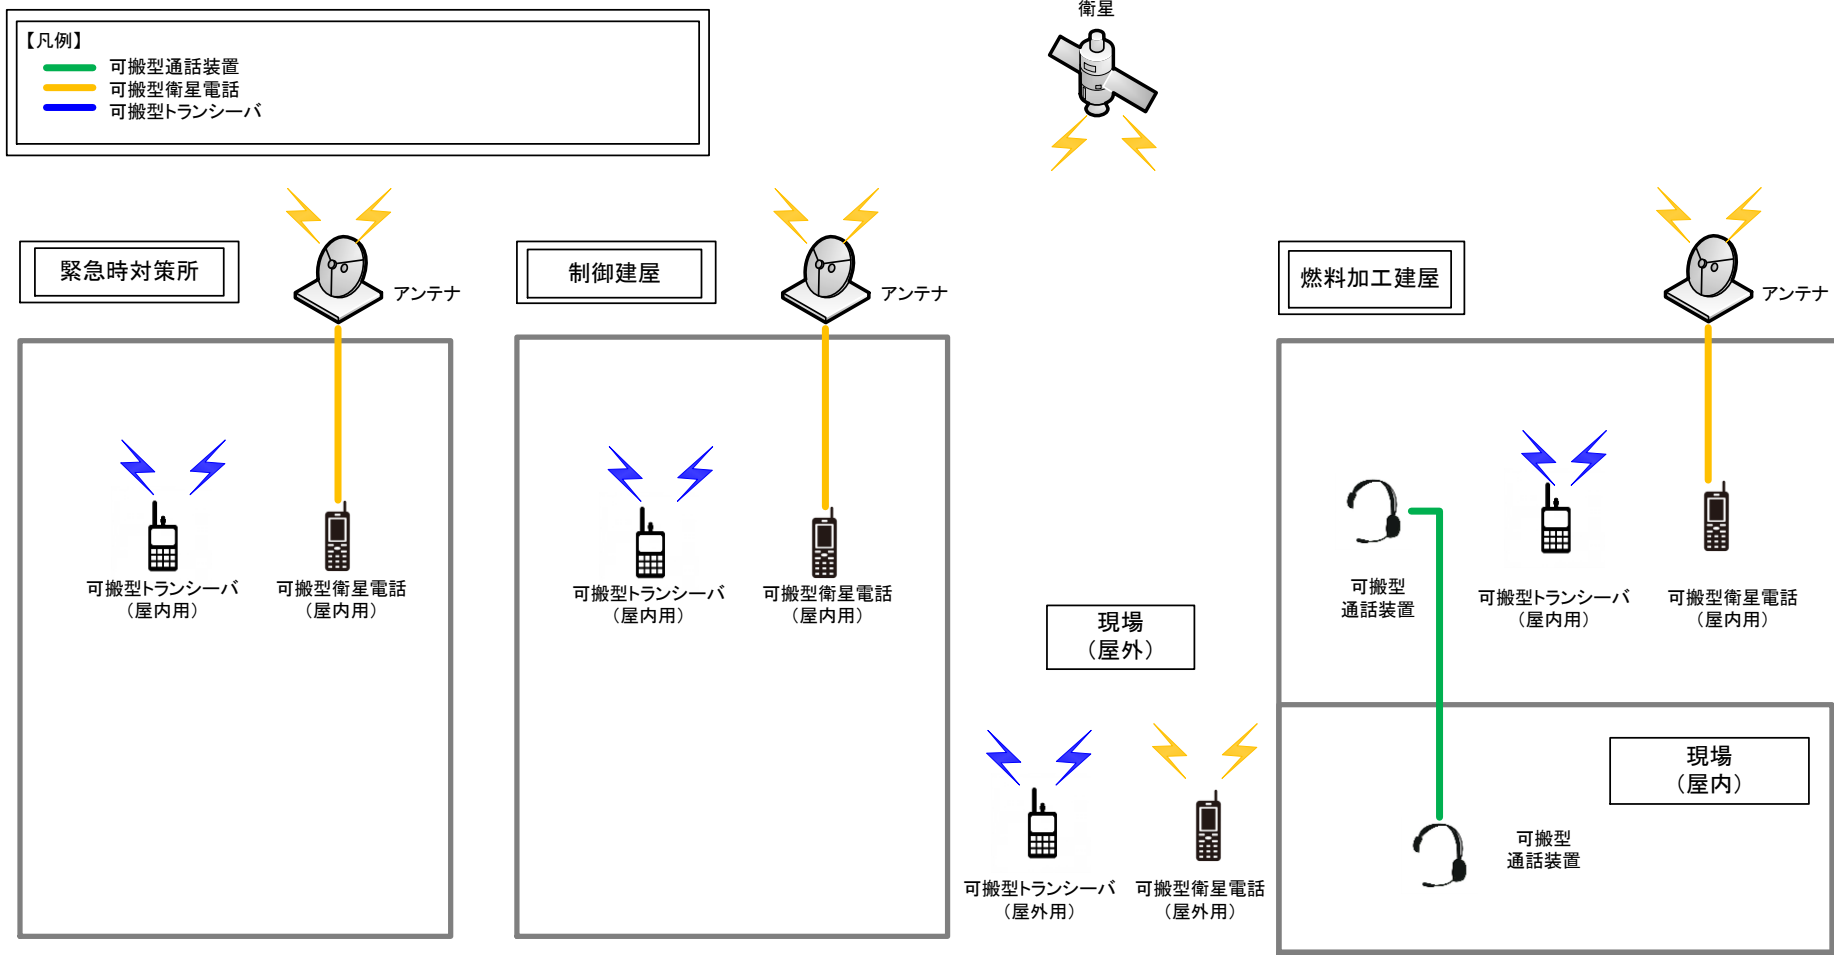 衛星
【凡例】
可搬型通話装置
可搬型衛星電話
可搬型トランシーバ
緊急時対策所
アンテナ
制御建屋
アンテナ
燃料加工建屋
アンテナ
可搬型トランシーバ
（屋内用）
可搬型衛星電話
（屋内用）
可搬型トランシーバ
（屋内用）
可搬型衛星電話
（屋内用）
可搬型
通話装置
可搬型トランシーバ
（屋内用）
可搬型衛星電話
（屋内用）
現場
（屋外）
可搬型トランシーバ
（屋外用）
可搬型衛星電話
（屋外用）
現場
（屋内）
可搬型
通話装置